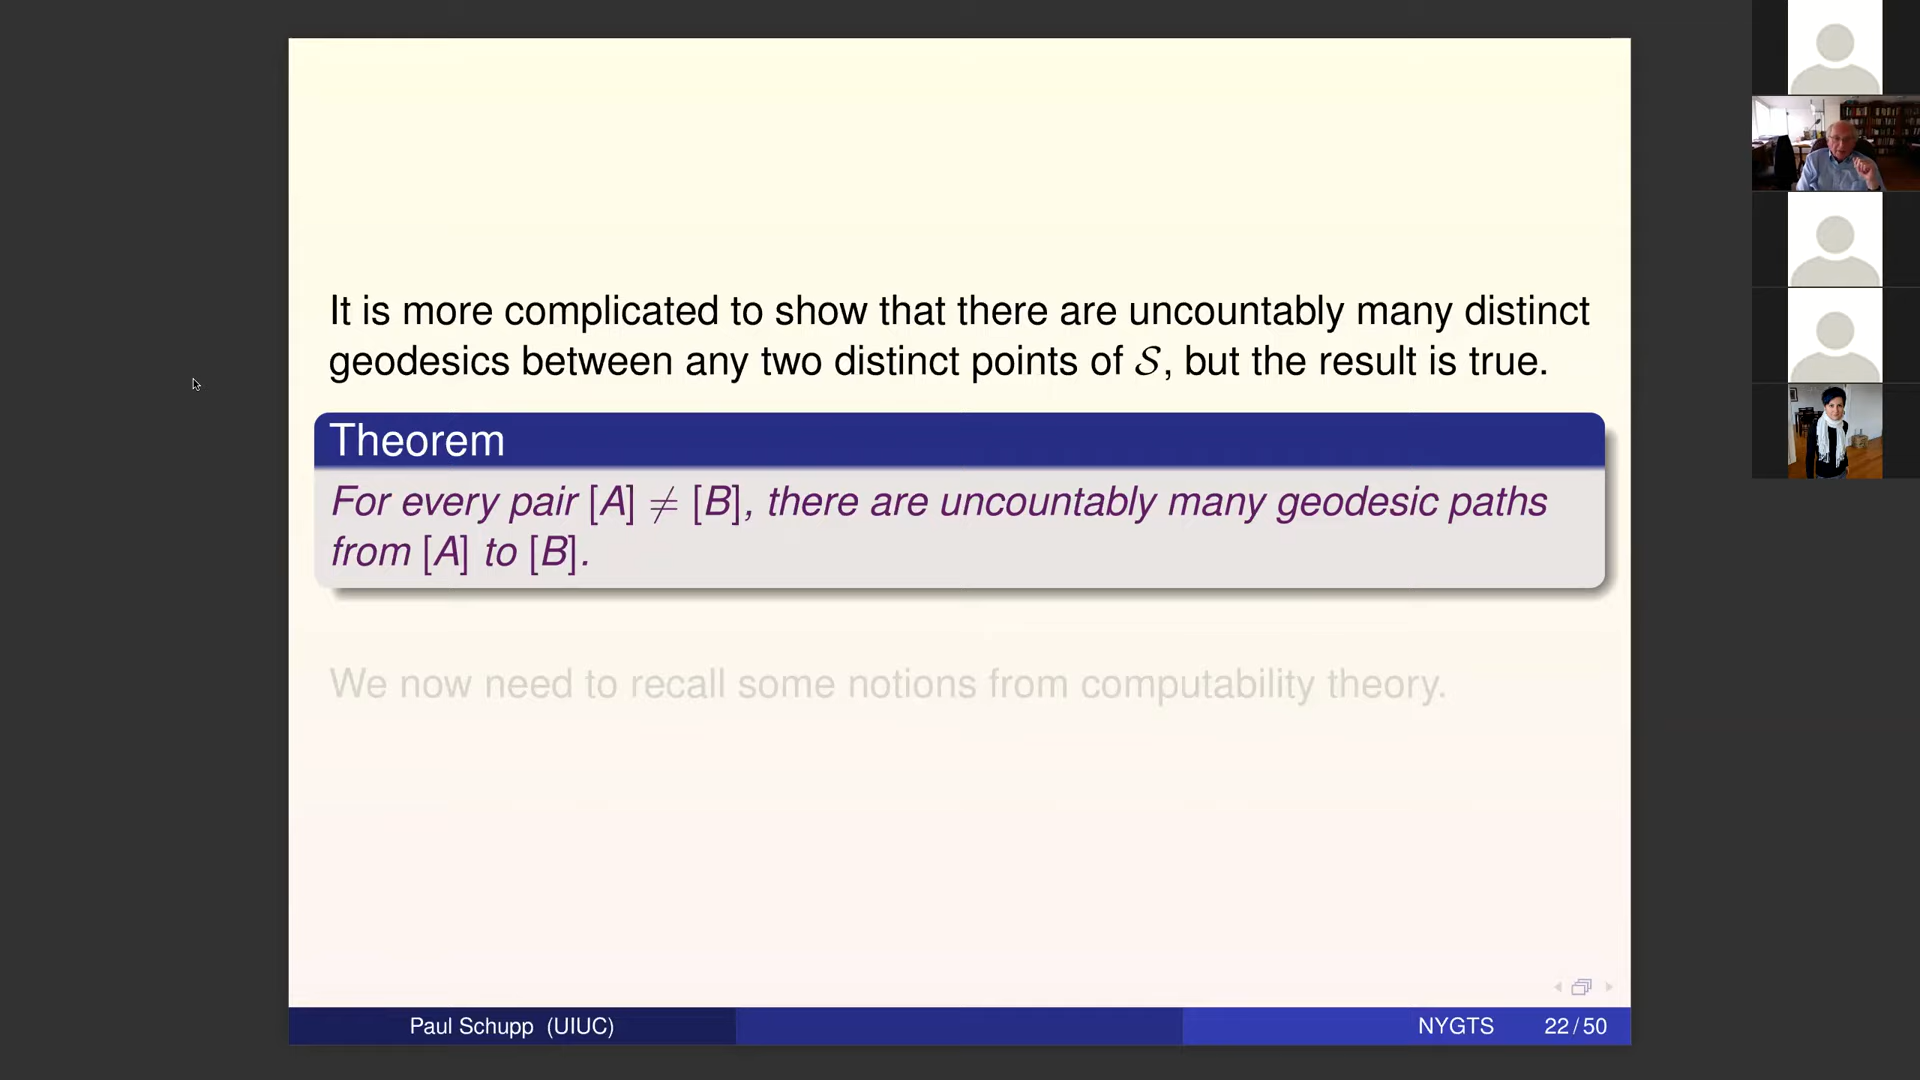 It is more complicated to show that there are uncountably many distinct
geodesics between any two distinct points of 𝒮, but the result is true.
Theorem
For every pair [A] ≠ [B], there are uncountably many geodesic paths
from [A] to [B].
We now need to recall some notions from computability theory.
Paul Schupp (UIUC)
NYGTS
22 / 50